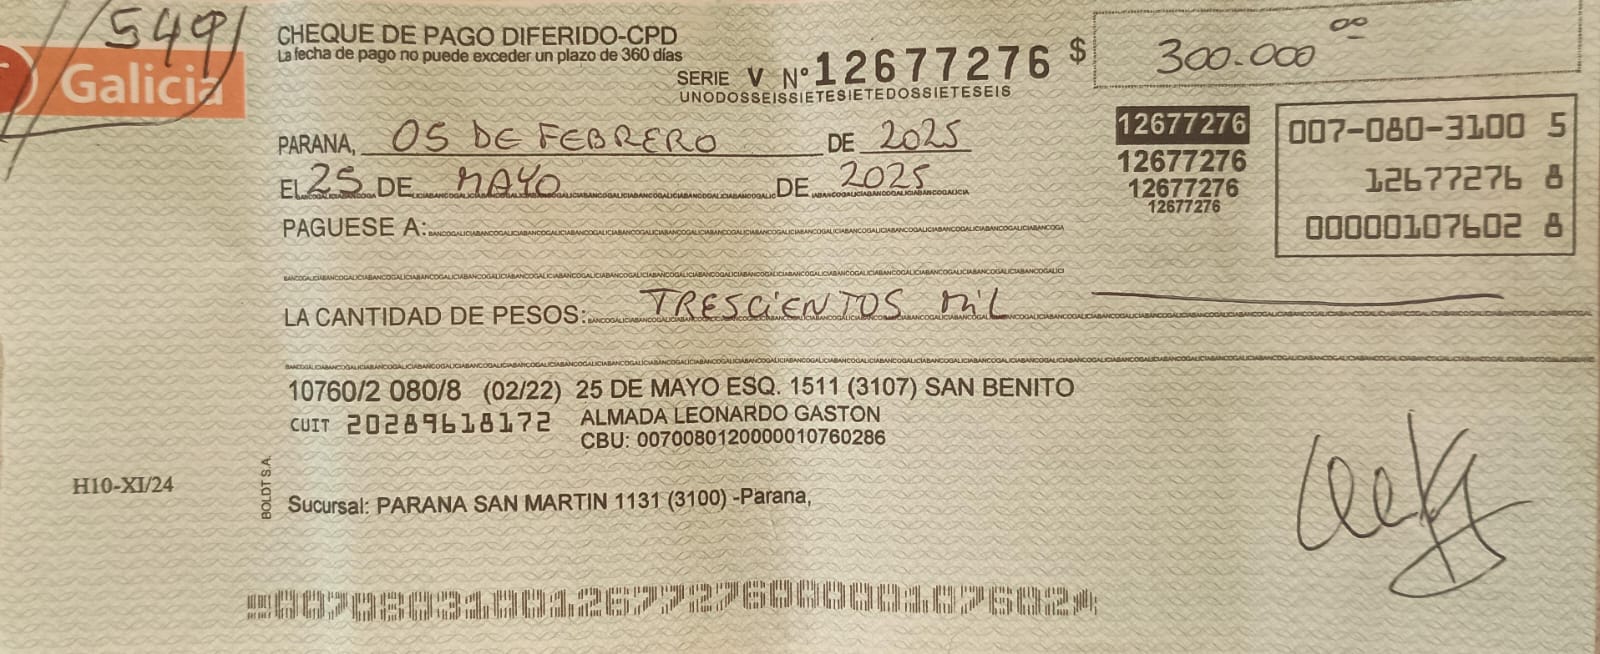 5491
Galicia
CHEQUE DE PAGO DIFERIDO-CPD
La fecha de pago no puede exceder un plazo de 360 días
SERIE V Nº 12677276 $ 300.000 00
UNODOSSEISSIETESIETEDOSSIETESEIS
PARANA, 05 DE FEBRERO DE 2025
EL 25 DE MAYO DE 2025
PAGUESE A:
12677276
12677276
12677276
12677276
007-080-3100 5
12677276 8
00000107602 8
LA CANTIDAD DE PESOS: TRESCIENTOS MIL
10760/2 080/8 (02/22) 25 DE MAYO ESQ. 1511 (3107) SAN BENITO
CUIT 20289618172 ALMADA LEONARDO GASTON
CBU: 0070080120000010760286
H10-XI/24
BOLDT S.A.
Sucursal: PARANA SAN MARTIN 1131 (3100) -Parana,
00708031001267727600000107602